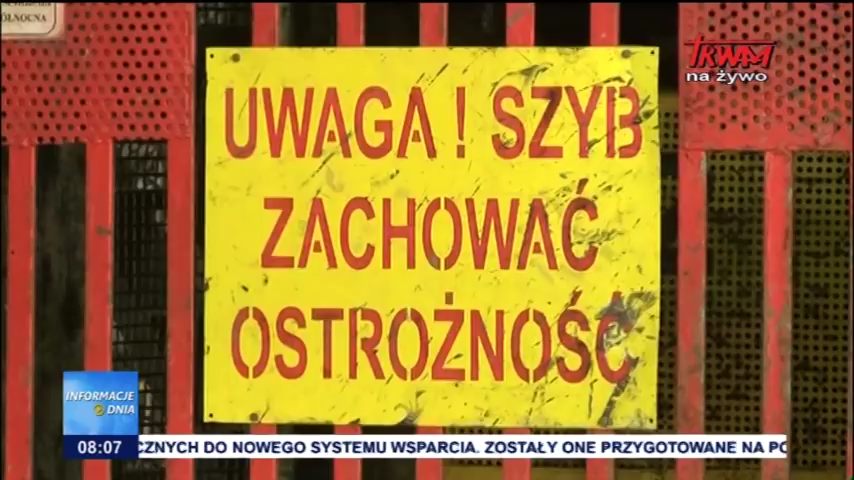 ÓŁNOCNA
TRWAM
na żywo
UWAGA ! SZYB
ZACHOWAĆ
OSTROŻNOŚĆ
INFORMACJE
DNIA
08:07
CZNYCH DO NOWEGO SYSTEMU WSPARCIA. ZOSTAŁY ONE PRZYGOTOWANE NA PO